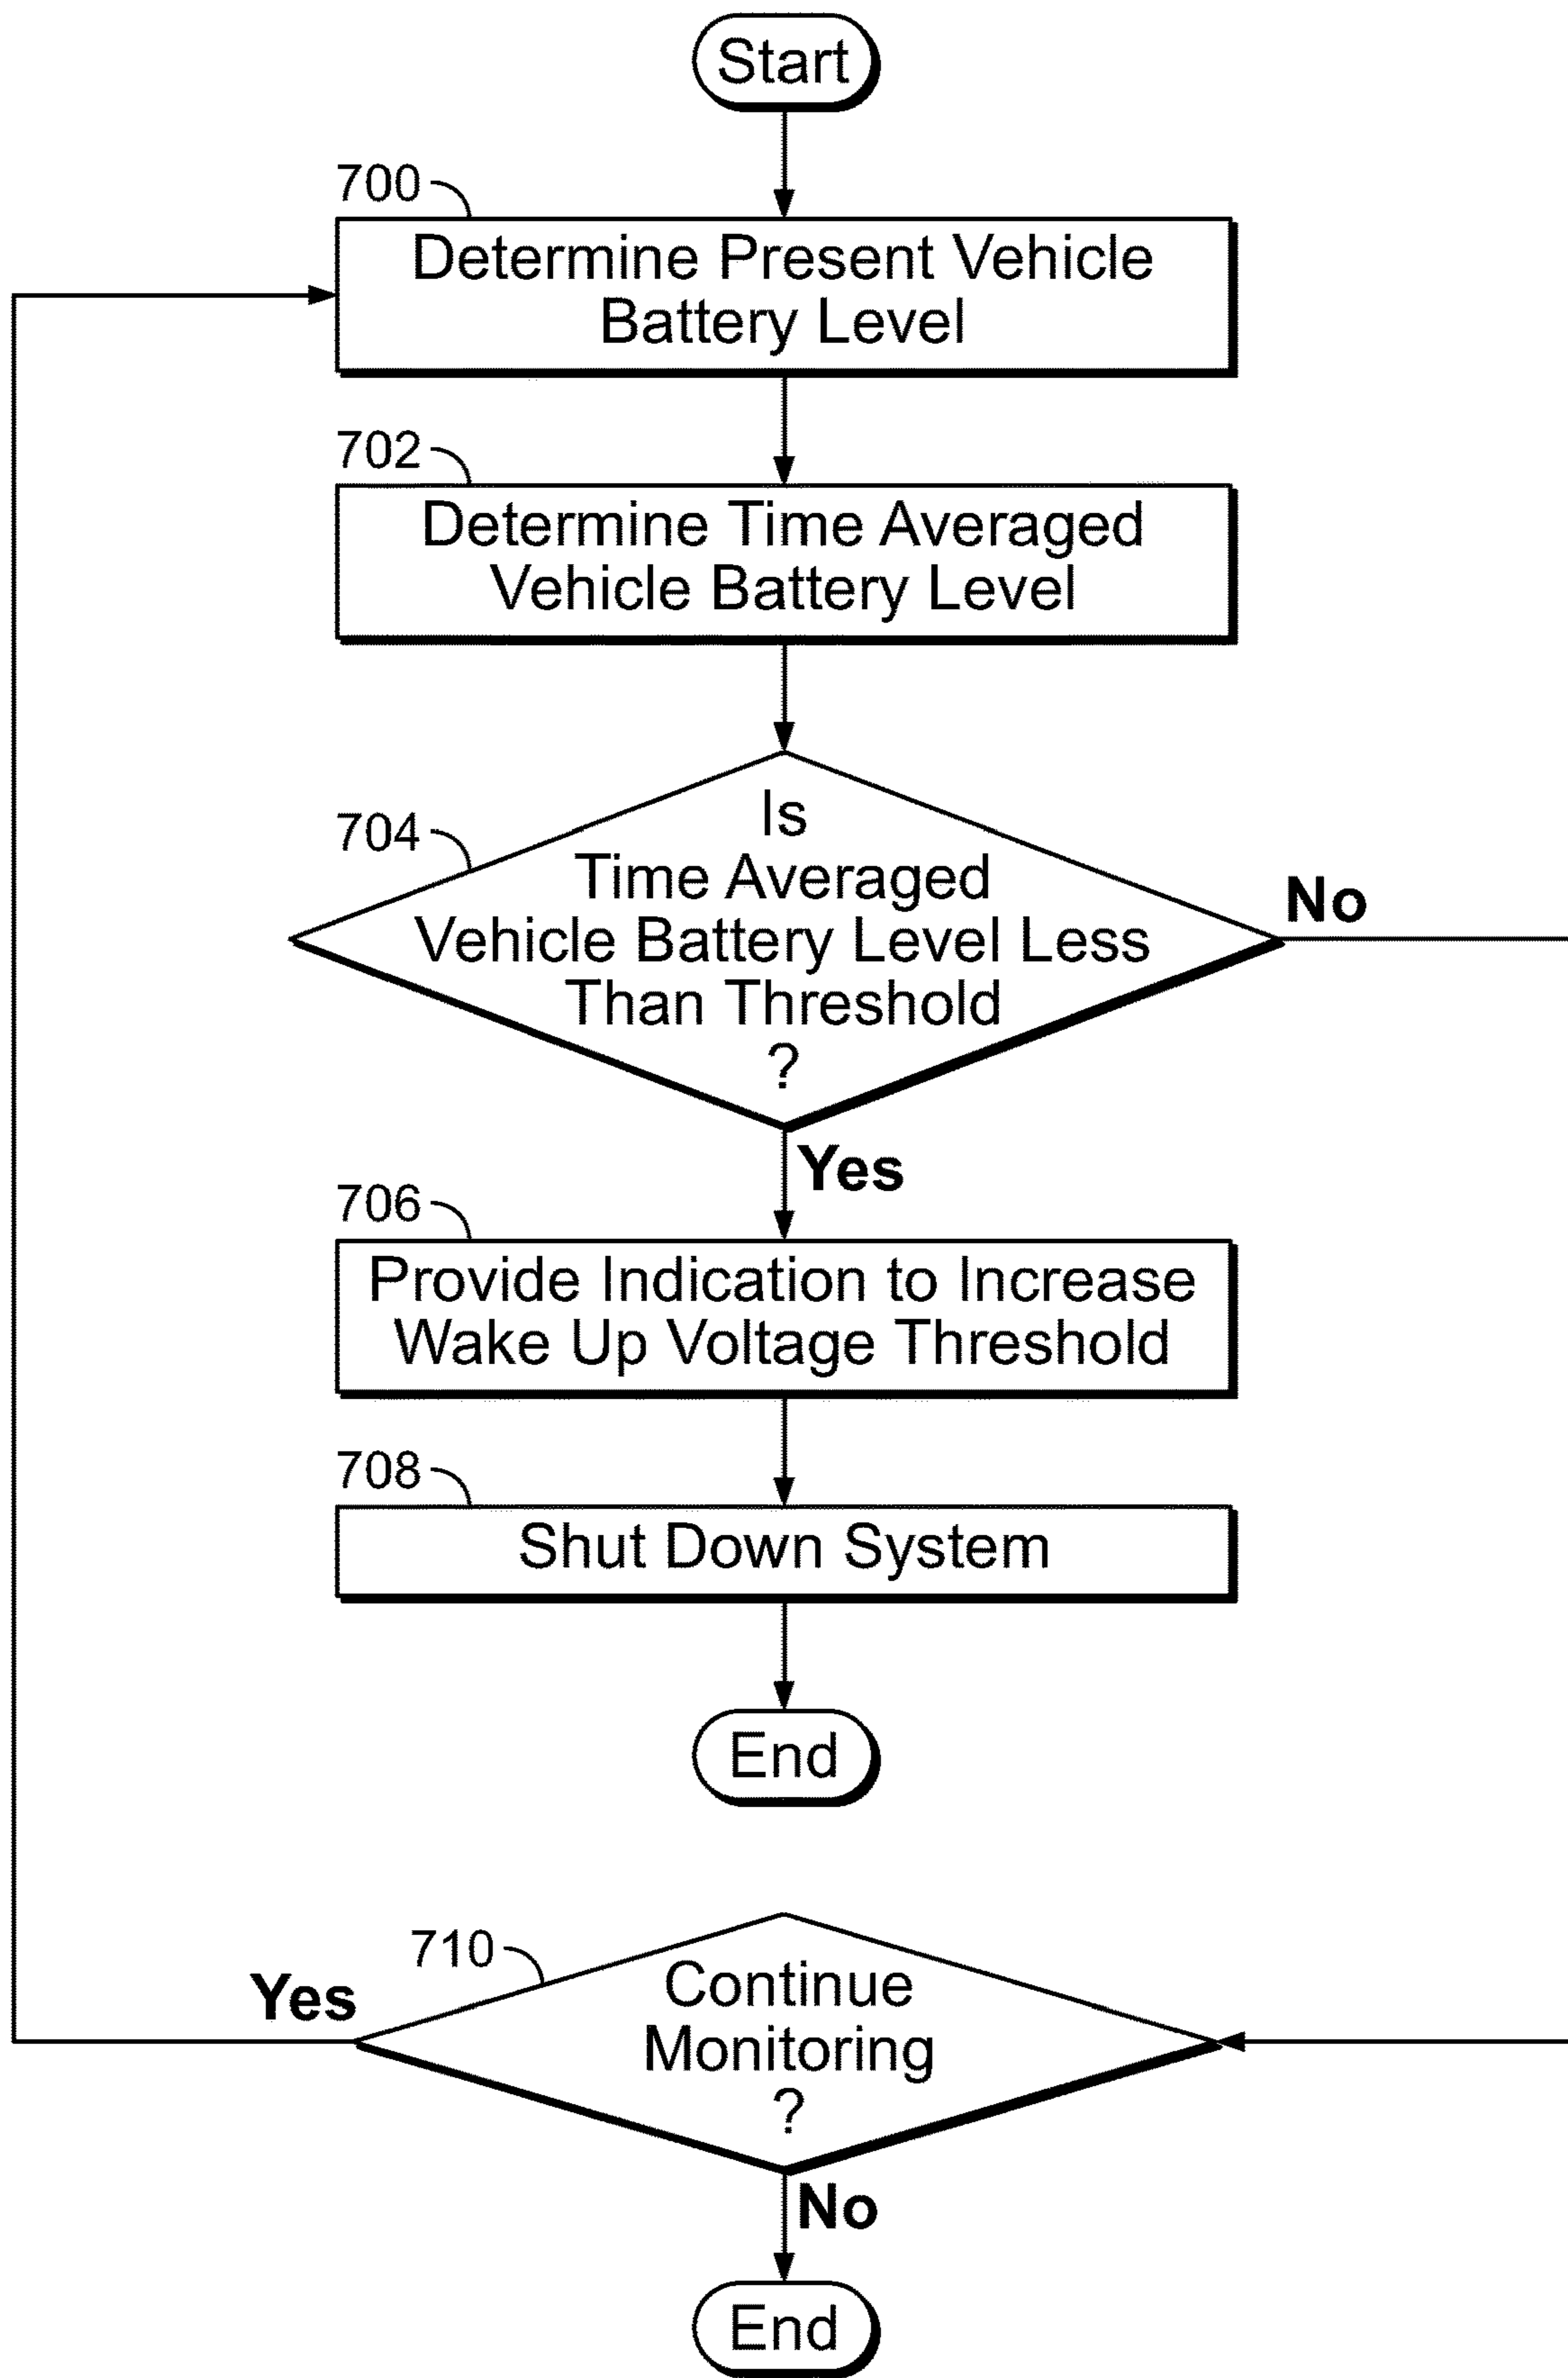 Start
700
Determine Present Vehicle
Battery Level
702
Determine Time Averaged
Vehicle Battery Level
704
Is
Time Averaged
Vehicle Battery Level Less
Than Threshold
?
No
Yes
706
Provide Indication to Increase
Wake Up Voltage Threshold
708
Shut Down System
End
710
Continue
Monitoring
?
Yes
No
End